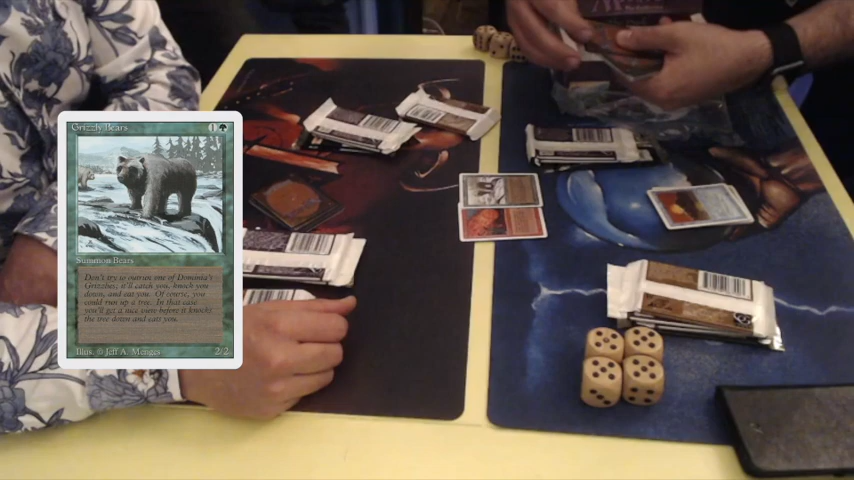 Grizzly Bears
Summon Bears
Don't try to outrun one of Dominia's
Grizzlies; it'll catch you, knock you
down, and eat you. Of course, you
could run up a tree. In that case
you'll get a nice view before it knocks
the tree down and eats you.
Illus. © Jeff A. Menges 2/2